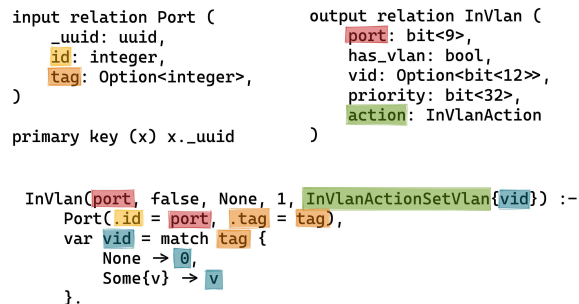 input relation Port (
    _uuid: uuid,
    id: integer,
    tag: Option<integer>,
)
primary key (x) x._uuid
output relation InVlan (
    port: bit<9>,
    has_vlan: bool,
    vid: Option<bit<12>>,
    priority: bit<32>,
    action: InVlanAction
)
InVlan(port, false, None, 1, InVlanActionSetVlan{vid}) :-
    Port(.id = port, .tag = tag),
    var vid = match tag {
        None -> 0,
        Some{v} -> v
    }.